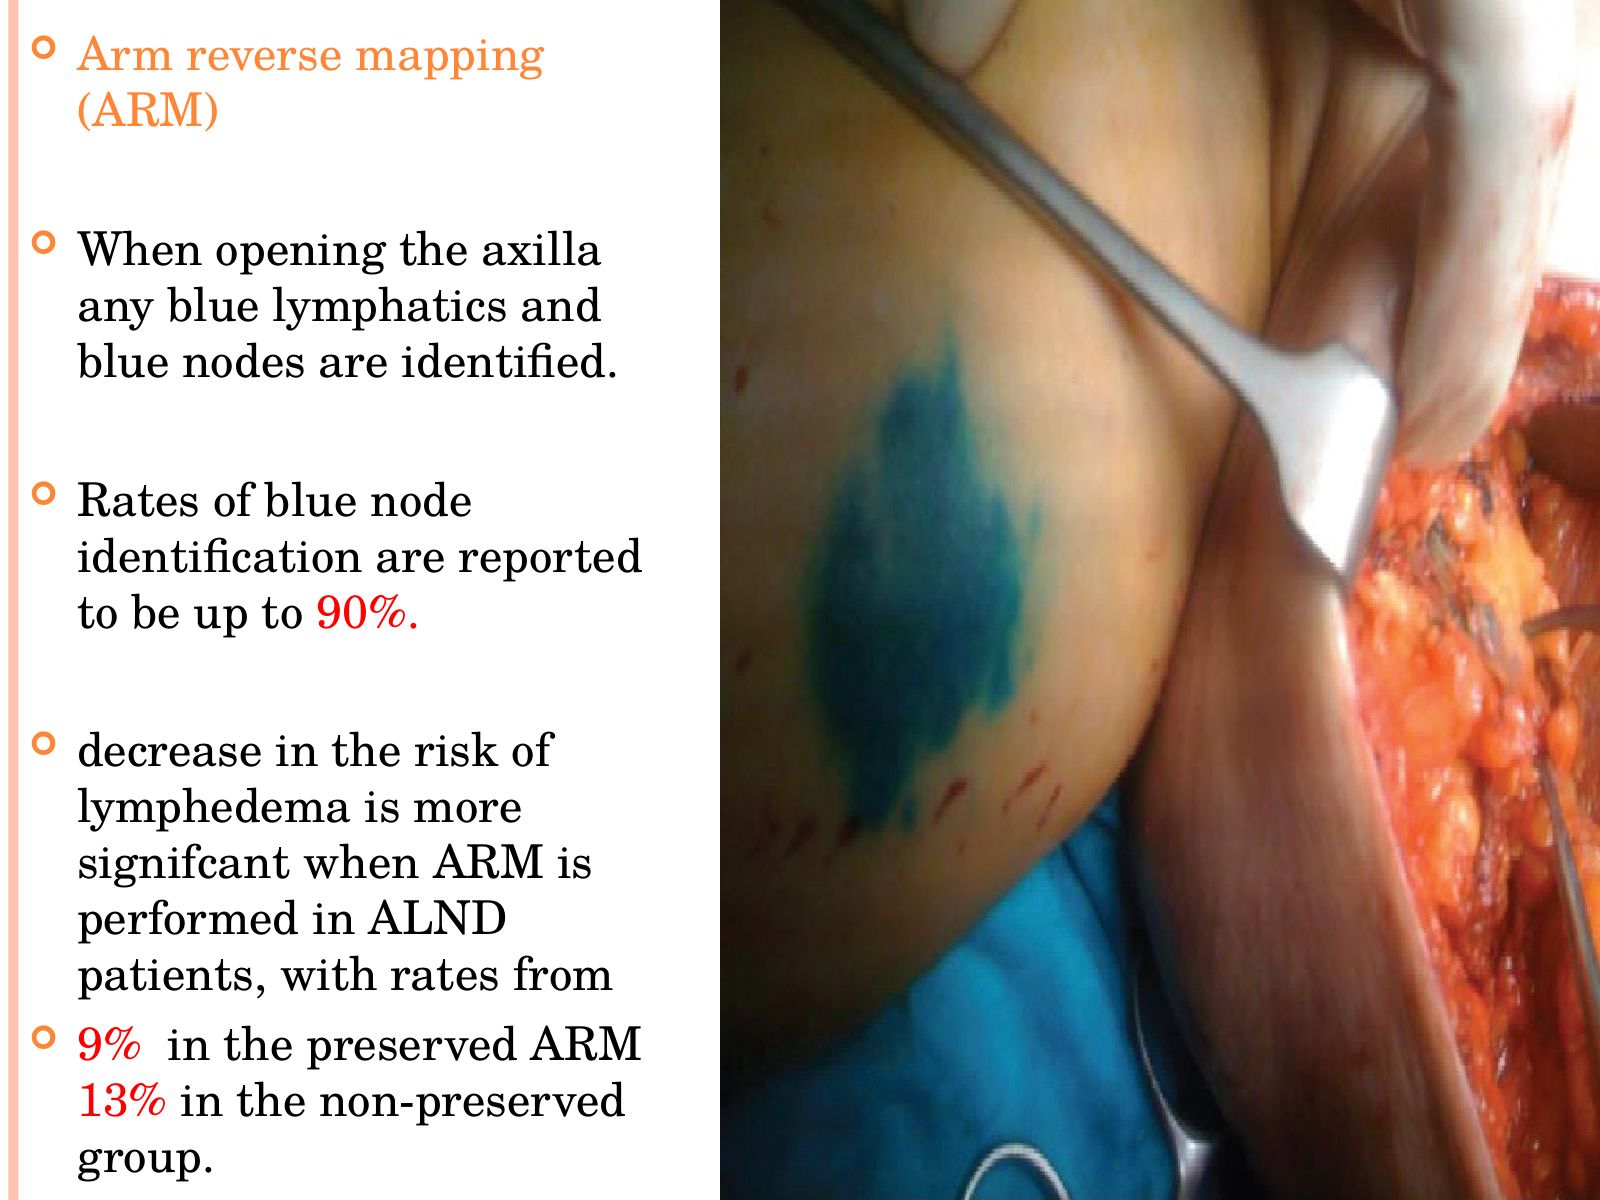 Arm reverse mapping
(ARM)
When opening the axilla
any blue lymphatics and
blue nodes are identified.
Rates of blue node
identification are reported
to be up to 90%.
decrease in the risk of
lymphedema is more
signifcant when ARM is
performed in ALND
patients, with rates from
9% in the preserved ARM
13% in the non-preserved
group.